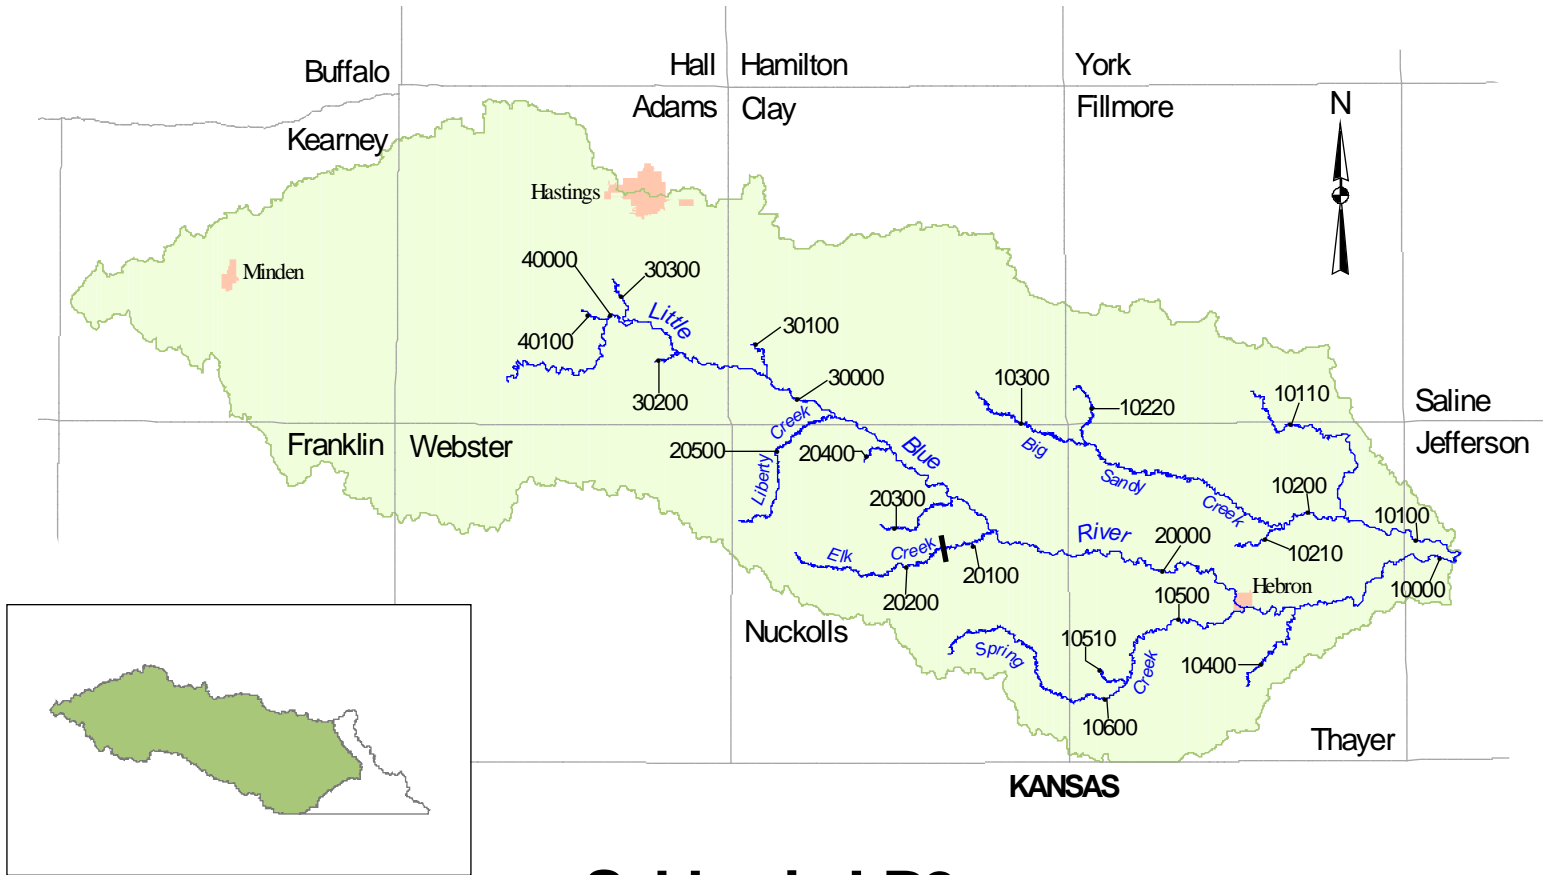 Hall Hamilton York
Buffalo
Adams Clay Fillmore
N
Kearney
Hastings
Minden
40000
30300
Little
30100
40100
30000
10300
30200
10220
10110
Saline
Creek
Franklin Webster
Big
Jefferson
20500
20400
Blue
Liberty
Sandy
10200
20300
Creek
10100
River
20000
Elk Creek
10210
20100
Hebron
10000
20200
10500
Nuckolls
10510
Spring
Creek
10400
10600
Thayer
KANSAS